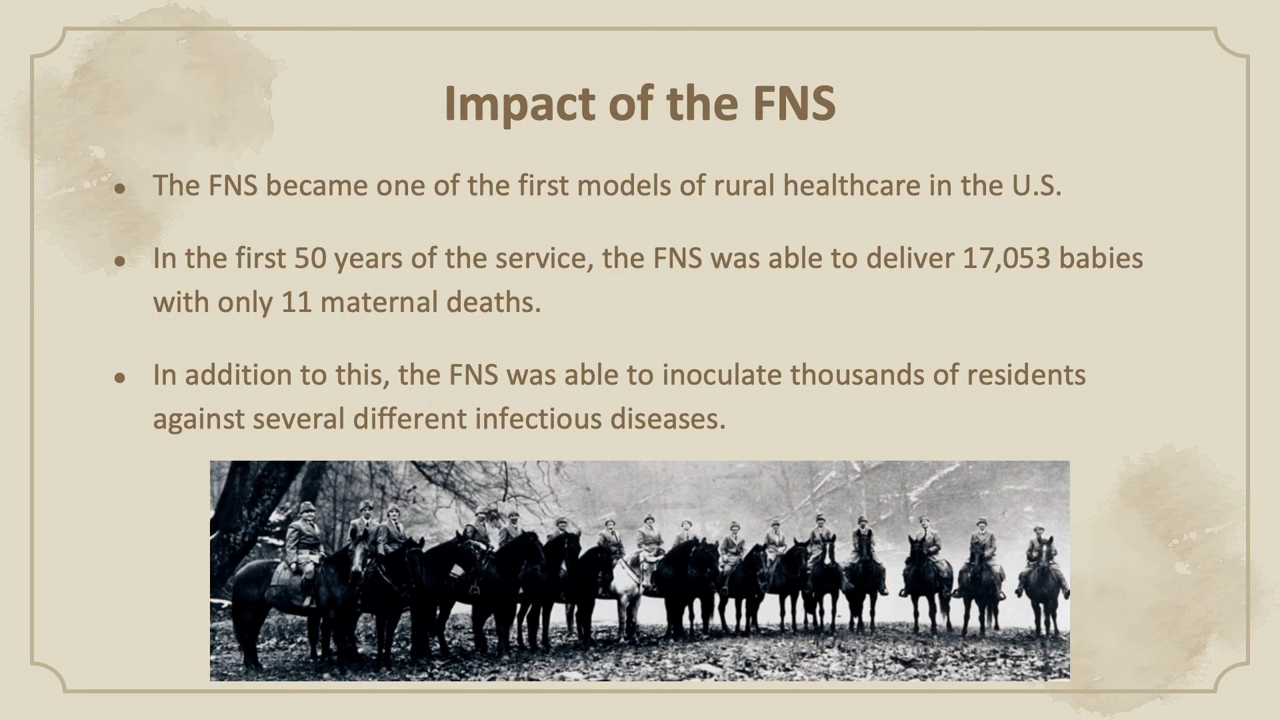 Impact of the FNS
• The FNS became one of the first models of rural healthcare in the U.S.
• In the first 50 years of the service, the FNS was able to deliver 17,053 babies
with only 11 maternal deaths.
• In addition to this, the FNS was able to inoculate thousands of residents
against several different infectious diseases.